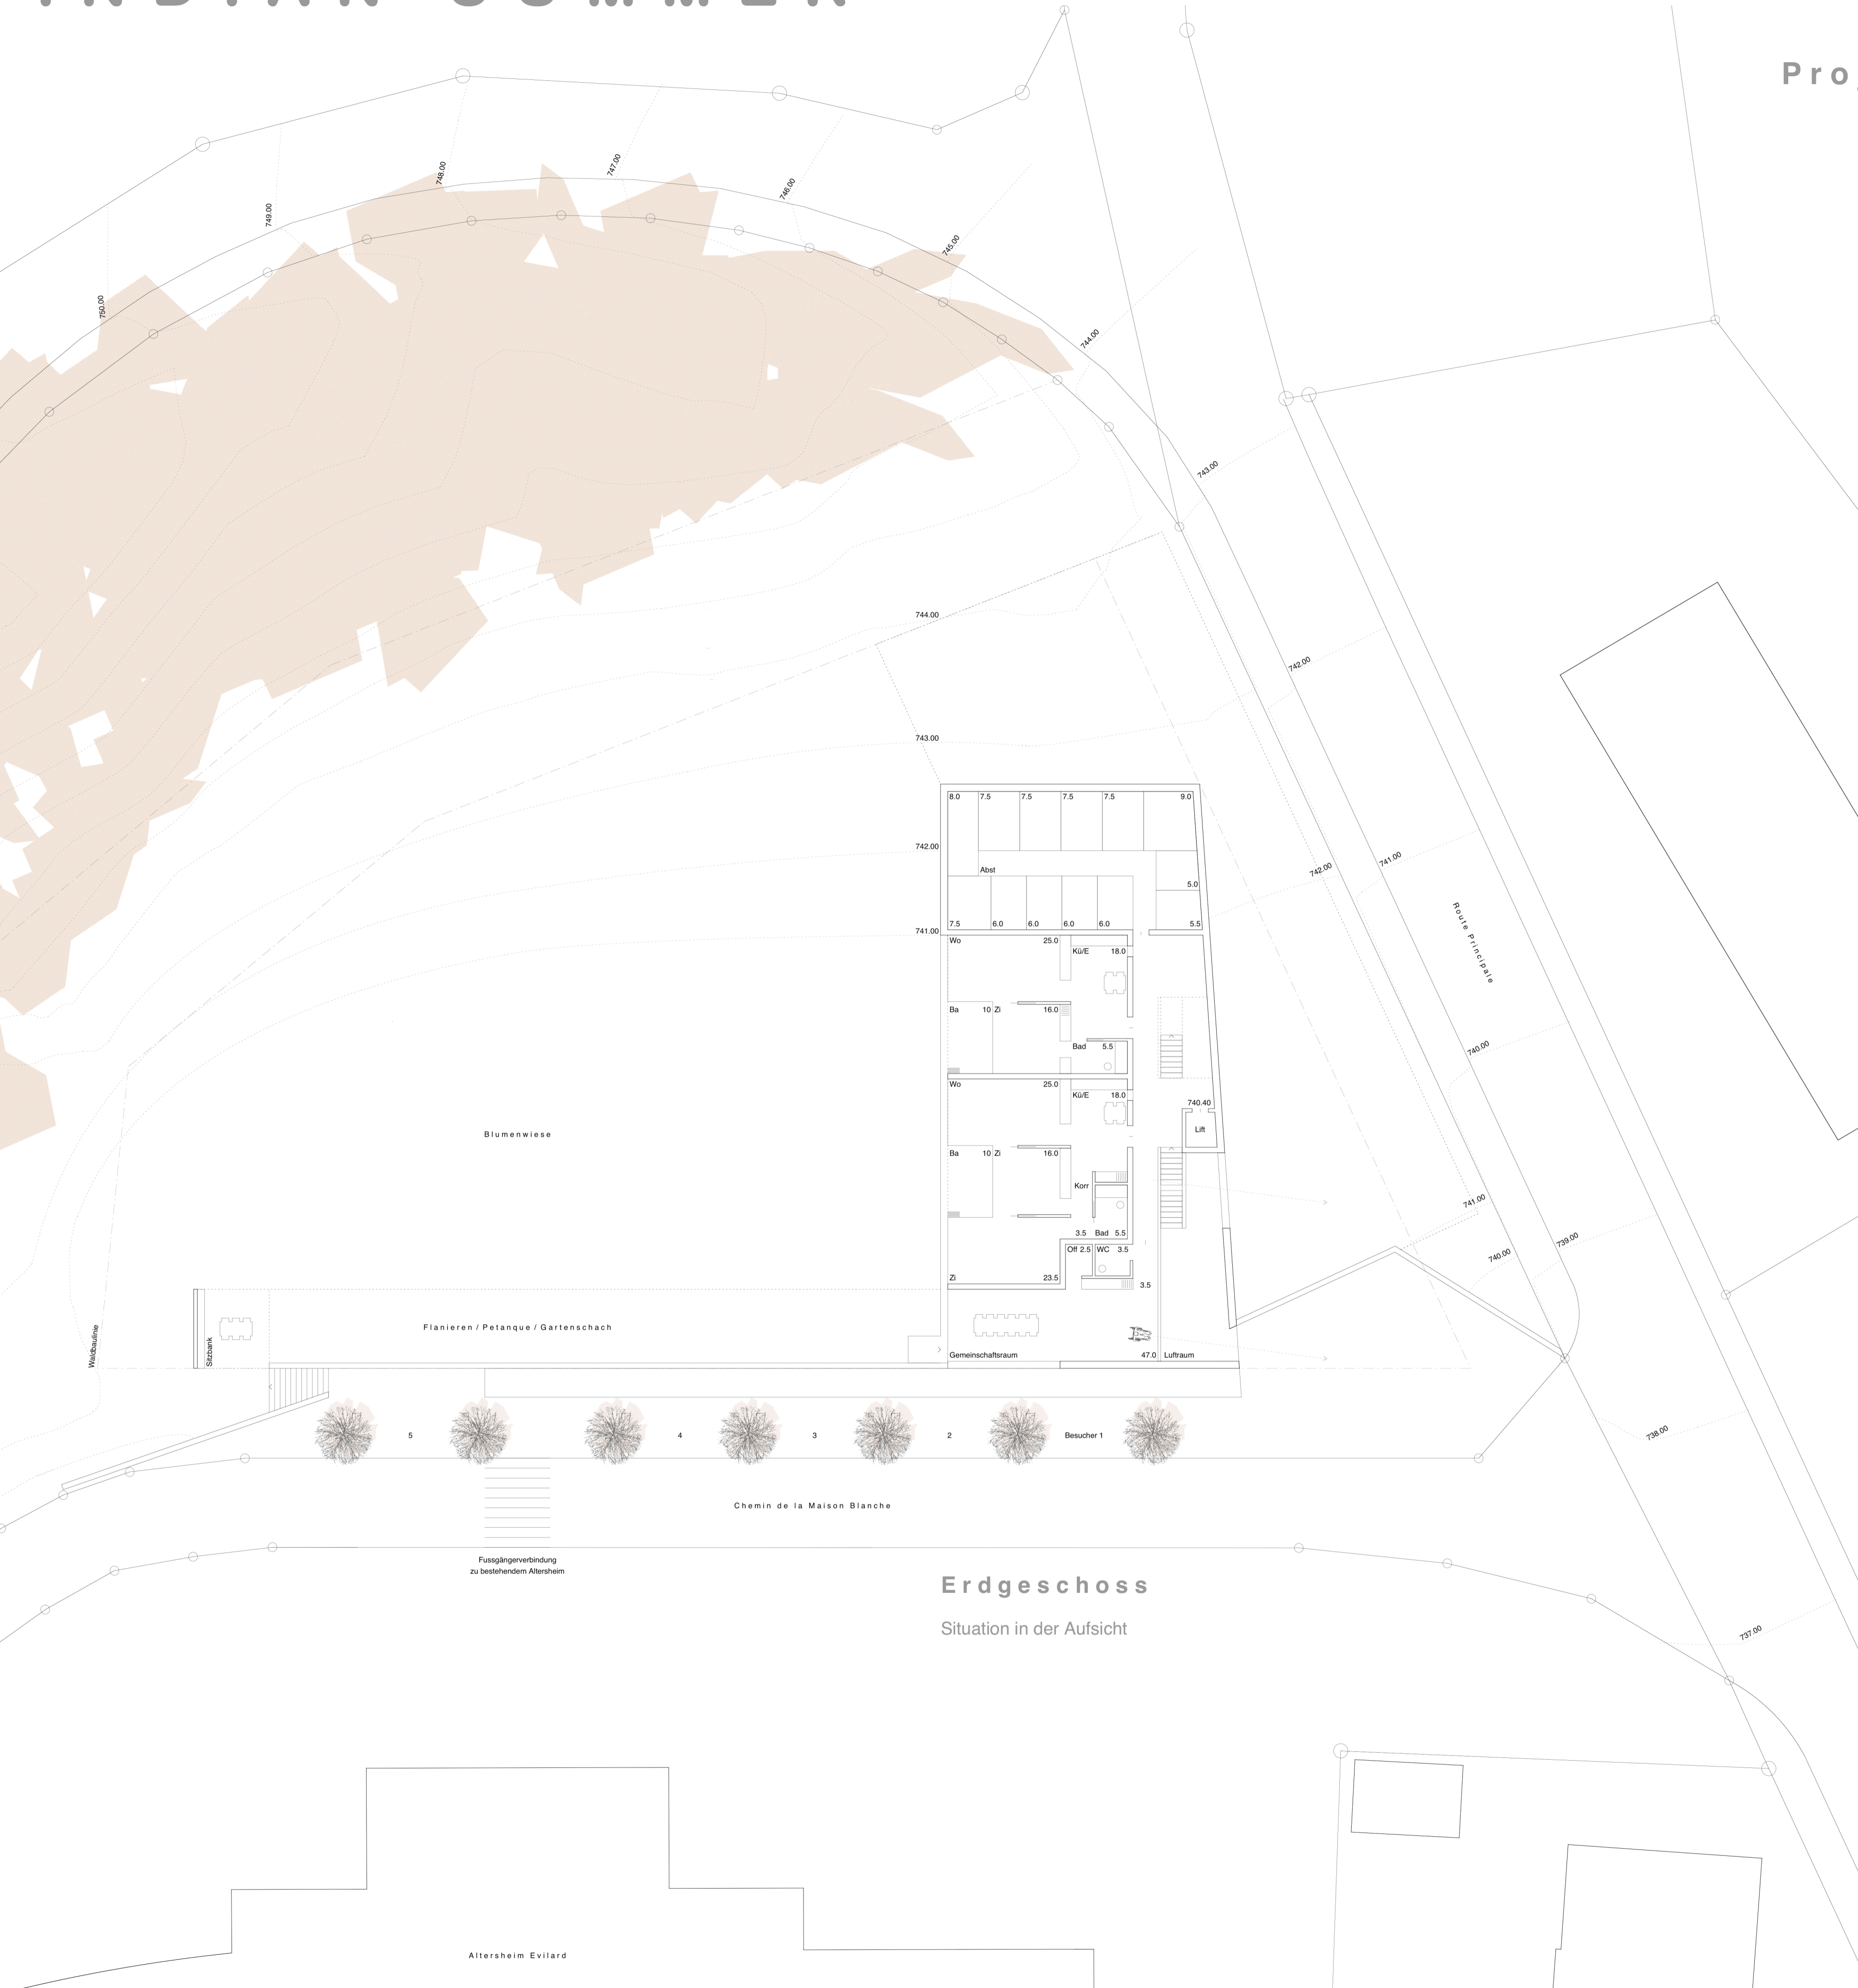 INDIAN SUMMER
748.00
747.00
746.00
749.00
745.00
750.00
744.00
743.00
744.00
742.00
743.00
8.0 7.5 7.5 7.5 7.5 9.0
742.00
741.00
742.00
Abst
5.0
7.5 6.0 6.0 6.0 6.0 5.5
741.00
Route Principale
Wo 25.0
Kü/E 18.0
Ba 10 Zi 16.0
Bad 5.5
740.00
Wo 25.0
Kü/E 18.0
740.40
Lift
Blumenwiese
Ba 10 Zi 16.0
Korr
741.00
3.5 Bad 5.5
739.00
Off 2.5 WC 3.5
740.00
Zi 23.5
3.5
Waldbaulinie
Sitzbank
Flanieren / Petanque / Gartenschach
Gemeinschaftsraum 47.0 Luftraum
5 4 3 2 Besucher 1
738.00
Chemin de la Maison Blanche
Fussgängerverbindung
zu bestehendem Altersheim
Erdgeschoss
Situation in der Aufsicht
737.00
Altersheim Evilard